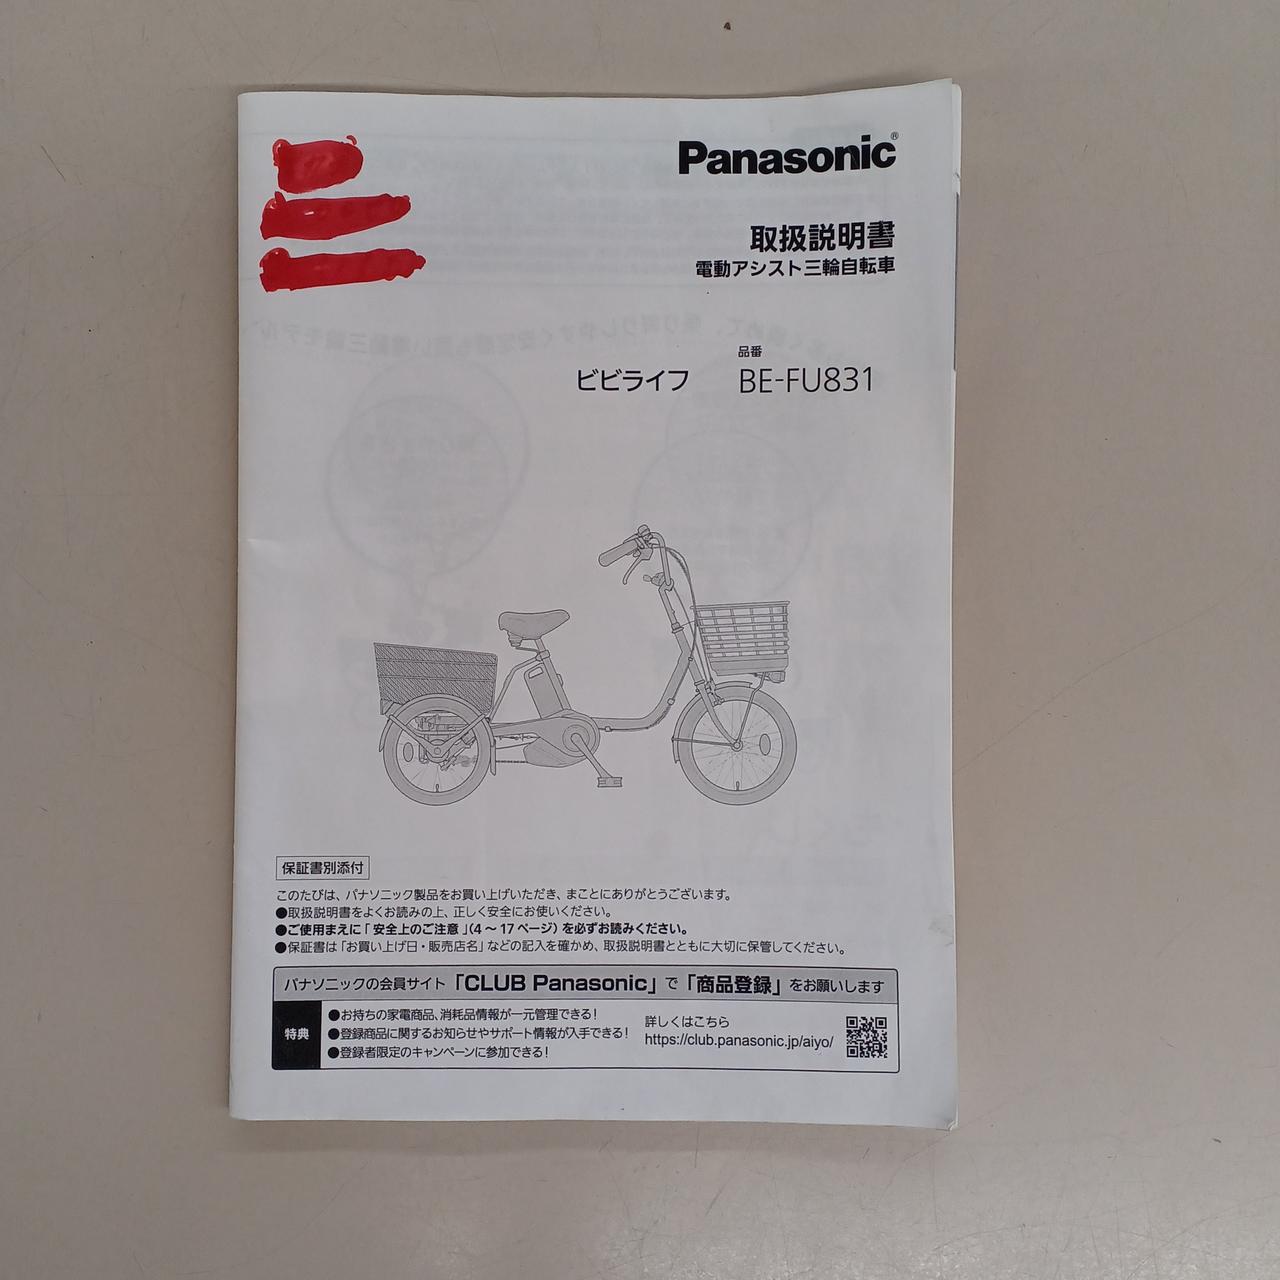 Panasonic®
取扱説明書
電動アシスト三輪自転車
品番
ビビライフ BE-FU831
保証書別添付
このたびは、パナソニック製品をお買い上げいただき、まことにありがとうございます。
●取扱説明書をよくお読みの上、正しく安全にお使いください。
●ご使用まえに「安全上のご注意」(4～17ページ)を必ずお読みください。
●保証書は「お買い上げ日・販売店名」などの記入を確かめ、取扱説明書とともに大切に保管してください。
パナソニックの会員サイト「CLUB Panasonic」で「商品登録」をお願いします
特典
●お持ちの家電商品、消耗品情報が一元管理できる！
●登録商品に関するお知らせやサポート情報が入手できる！
●登録者限定のキャンペーンに参加できる！
詳しくはこちら
https://club.panasonic.jp/aiyo/